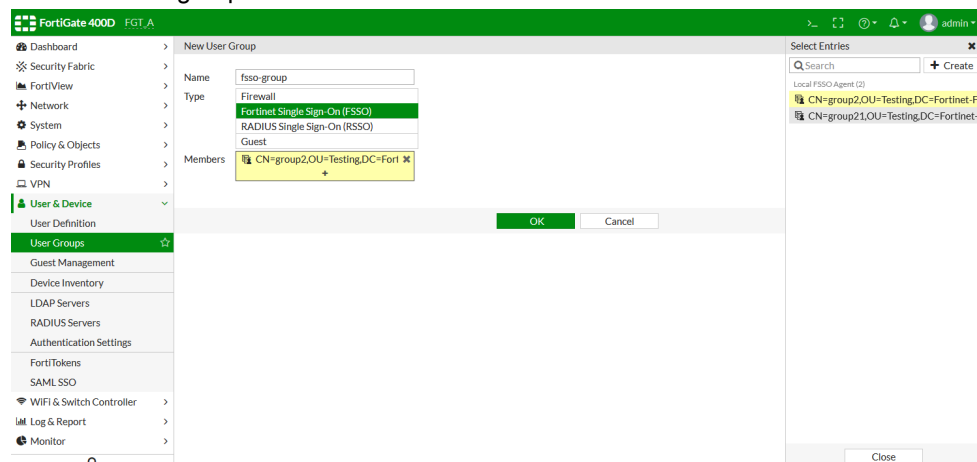 FortiGate 400D FGT_A
>_
admin
Dashboard
Security Fabric
FortiView
Network
System
Policy & Objects
Security Profiles
VPN
User & Device
User Definition
User Groups
Guest Management
Device Inventory
LDAP Servers
RADIUS Servers
Authentication Settings
FortiTokens
SAML SSO
WiFi & Switch Controller
Log & Report
Monitor
New User Group
Name fsso-group
Type Firewall
Fortinet Single Sign-On (FSSO)
RADIUS Single Sign-On (RSSO)
Guest
Members CN=group2,OU=Testing,DC=Fort
+
OK Cancel
Select Entries
Search + Create
Local FSSO Agent (2)
CN=group2,OU=Testing,DC=Fortinet-F
CN=group21,OU=Testing,DC=Fortinet-
Close